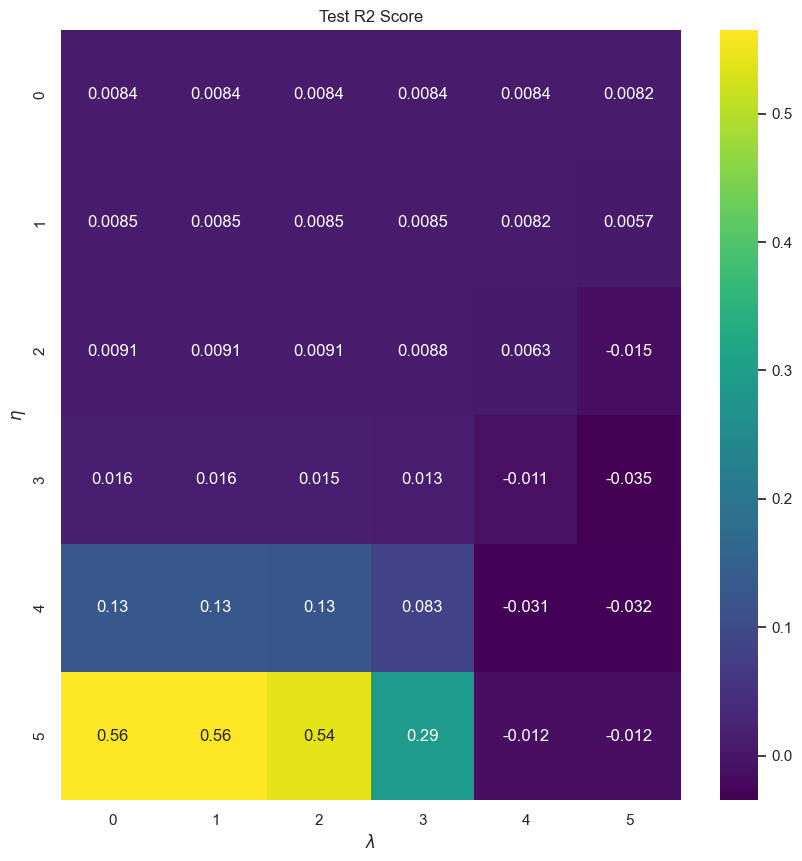 Test R2 Score
0 0.0084 0.0084 0.0084 0.0084 0.0084 0.0082
1 0.0085 0.0085 0.0085 0.0085 0.0082 0.0057
2 0.0091 0.0091 0.0091 0.0088 0.0063 -0.015
3 0.016 0.016 0.015 0.013 -0.011 -0.035
4 0.13 0.13 0.13 0.083 -0.031 -0.032
5 0.56 0.56 0.54 0.29 -0.012 -0.012
0 1 2 3 4 5
η
λ
0.5
0.4
0.3
0.2
0.1
0.0